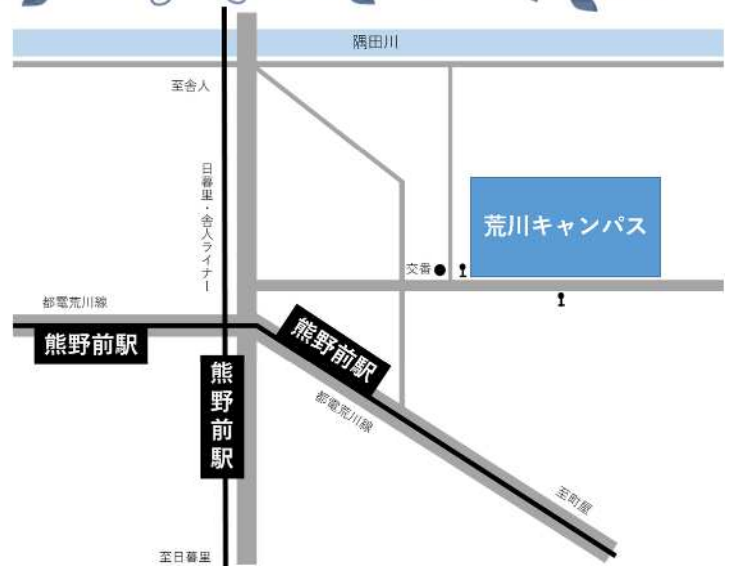 隅田川
至舎人
日暮里・舎人ライナー
荒川キャンパス
交番
都電荒川線
熊野前駅
熊野前駅
熊野前駅
都電荒川線
至町屋
至日暮里